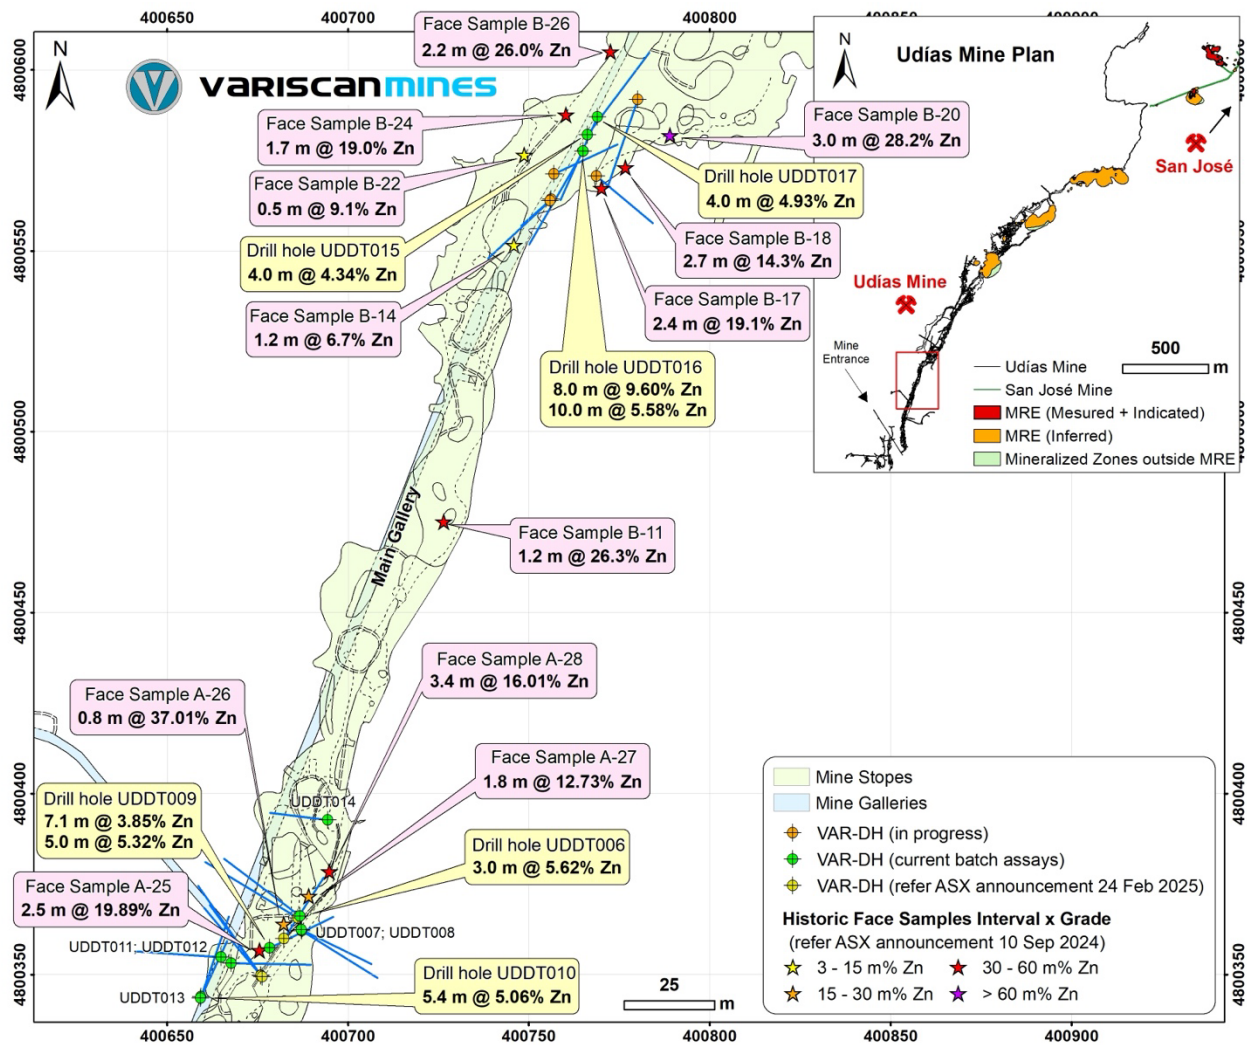 400650
400700
400750
400800
400850
400900
4800600
4800550
4800500
4800450
4800400
4800350
N
VARISCANMINES
Face Sample B-26
2.2 m @ 26.0% Zn
Face Sample B-24
1.7 m @ 19.0% Zn
Face Sample B-22
0.5 m @ 9.1% Zn
Drill hole UDDT015
4.0 m @ 4.34% Zn
Face Sample B-14
1.2 m @ 6.7% Zn
Face Sample B-20
3.0 m @ 28.2% Zn
Drill hole UDDT017
4.0 m @ 4.93% Zn
Face Sample B-18
2.7 m @ 14.3% Zn
Face Sample B-17
2.4 m @ 19.1% Zn
Drill hole UDDT016
8.0 m @ 9.60% Zn
10.0 m @ 5.58% Zn
Main Gallery
Face Sample B-11
1.2 m @ 26.3% Zn
Face Sample A-28
3.4 m @ 16.01% Zn
Face Sample A-26
0.8 m @ 37.01% Zn
Face Sample A-27
1.8 m @ 12.73% Zn
UDDT014
Drill hole UDDT009
7.1 m @ 3.85% Zn
5.0 m @ 5.32% Zn
Drill hole UDDT006
3.0 m @ 5.62% Zn
Face Sample A-25
2.5 m @ 19.89% Zn
UDDT007; UDDT008
UDDT011; UDDT012
UDDT013
Drill hole UDDT010
5.4 m @ 5.06% Zn
25
m
N
Udías Mine Plan
San José
Udías Mine
Mine
Entrance
500
m
Udías Mine
San José Mine
MRE (Mesured + Indicated)
MRE (Inferred)
Mineralized Zones outside MRE
Mine Stopes
Mine Galleries
VAR-DH (in progress)
VAR-DH (current batch assays)
VAR-DH (refer ASX announcement 24 Feb 2025)
Historic Face Samples Interval x Grade
(refer ASX announcement 10 Sep 2024)
3 - 15 m% Zn
30 - 60 m% Zn
15 - 30 m% Zn
> 60 m% Zn
4800400
4800350
400650
400700
400750
400800
400850
400900